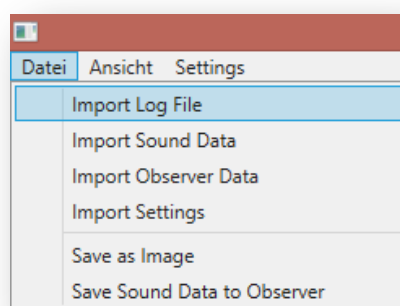 Datei Ansicht Settings
Import Log File
Import Sound Data
Import Observer Data
Import Settings
Save as Image
Save Sound Data to Observer